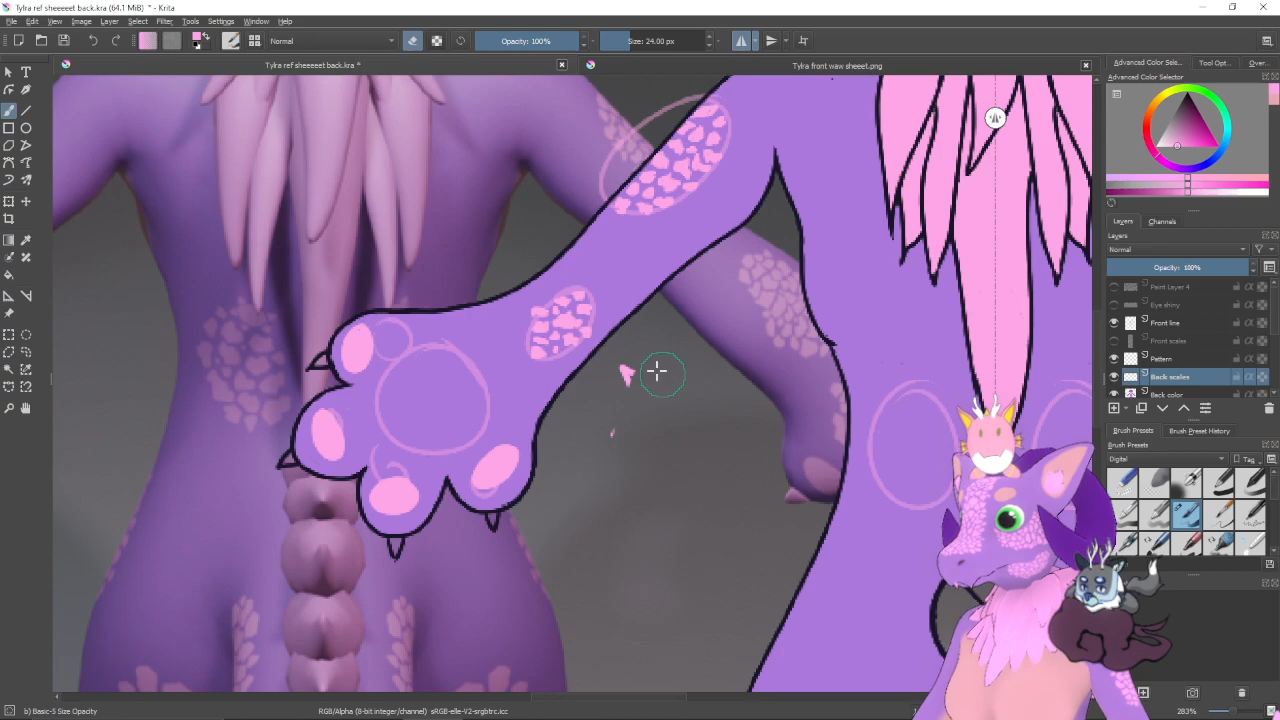 Tylra ref sheeeeet back.kra (64.1 MiB) * - Krita
File Edit View Image Layer Select Filter Tools Settings Window Help
Normal Opacity: 100% Size: 24.00 px
Tylra ref sheeeeet back.kra * Tylra front waw sheeet.png
Advanced Color Sele... Tool Opt... Over...
Advanced Color Selector
Layers Channels
Layers
Normal
Opacity: 100%
Paint Layer 4
Eye shiny
Front line
Front scales
Pattern
Back scales
Back color
Brush Presets Brush Preset History
Brush Presets
Digital Tag
b) Basic-5 Size Opacity RGB/Alpha (8-bit integer/channel) sRGB-elle-V2-srgbtrc.icc 283%